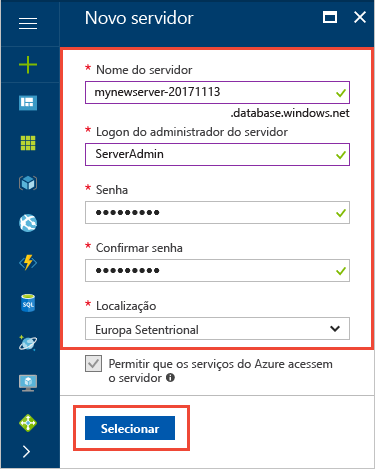 Novo servidor
* Nome do servidor
mynewserver-20171113
.database.windows.net
* Logon do administrador do servidor
ServerAdmin
* Senha
•••••••••
* Confirmar senha
•••••••••
* Localização
Europa Setentrional
Permitir que os serviços do Azure acessem
o servidor
SQL
Selecionar